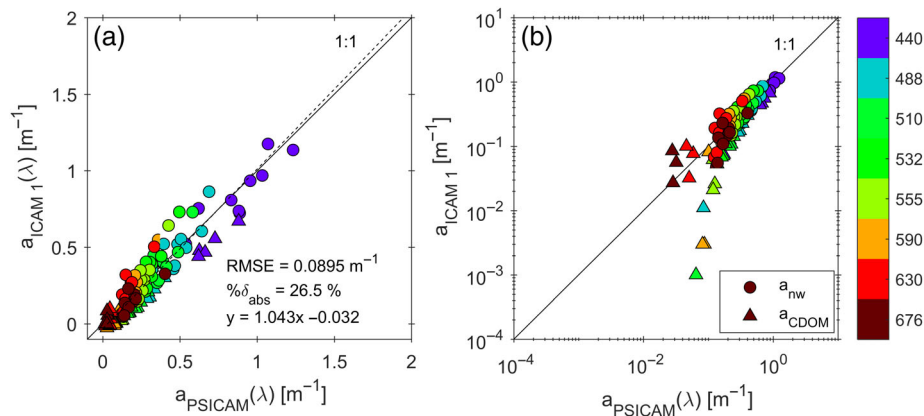 (a)
1:1
2
1.5
1
0.5
0
a_ICAM 1(λ) [m⁻¹]
RMSE = 0.0895 m⁻¹
%δ_abs = 26.5 %
y = 1.043x −0.032
0 0.5 1 1.5 2
a_PSICAM(λ) [m⁻¹]
(b)
1:1
10¹
10⁰
10⁻¹
10⁻²
10⁻³
10⁻⁴
a_ICAM 1 [m⁻¹]
a_nw
a_CDOM
10⁻⁴ 10⁻² 10⁰
a_PSICAM(λ) [m⁻¹]
440
488
510
532
555
590
630
676